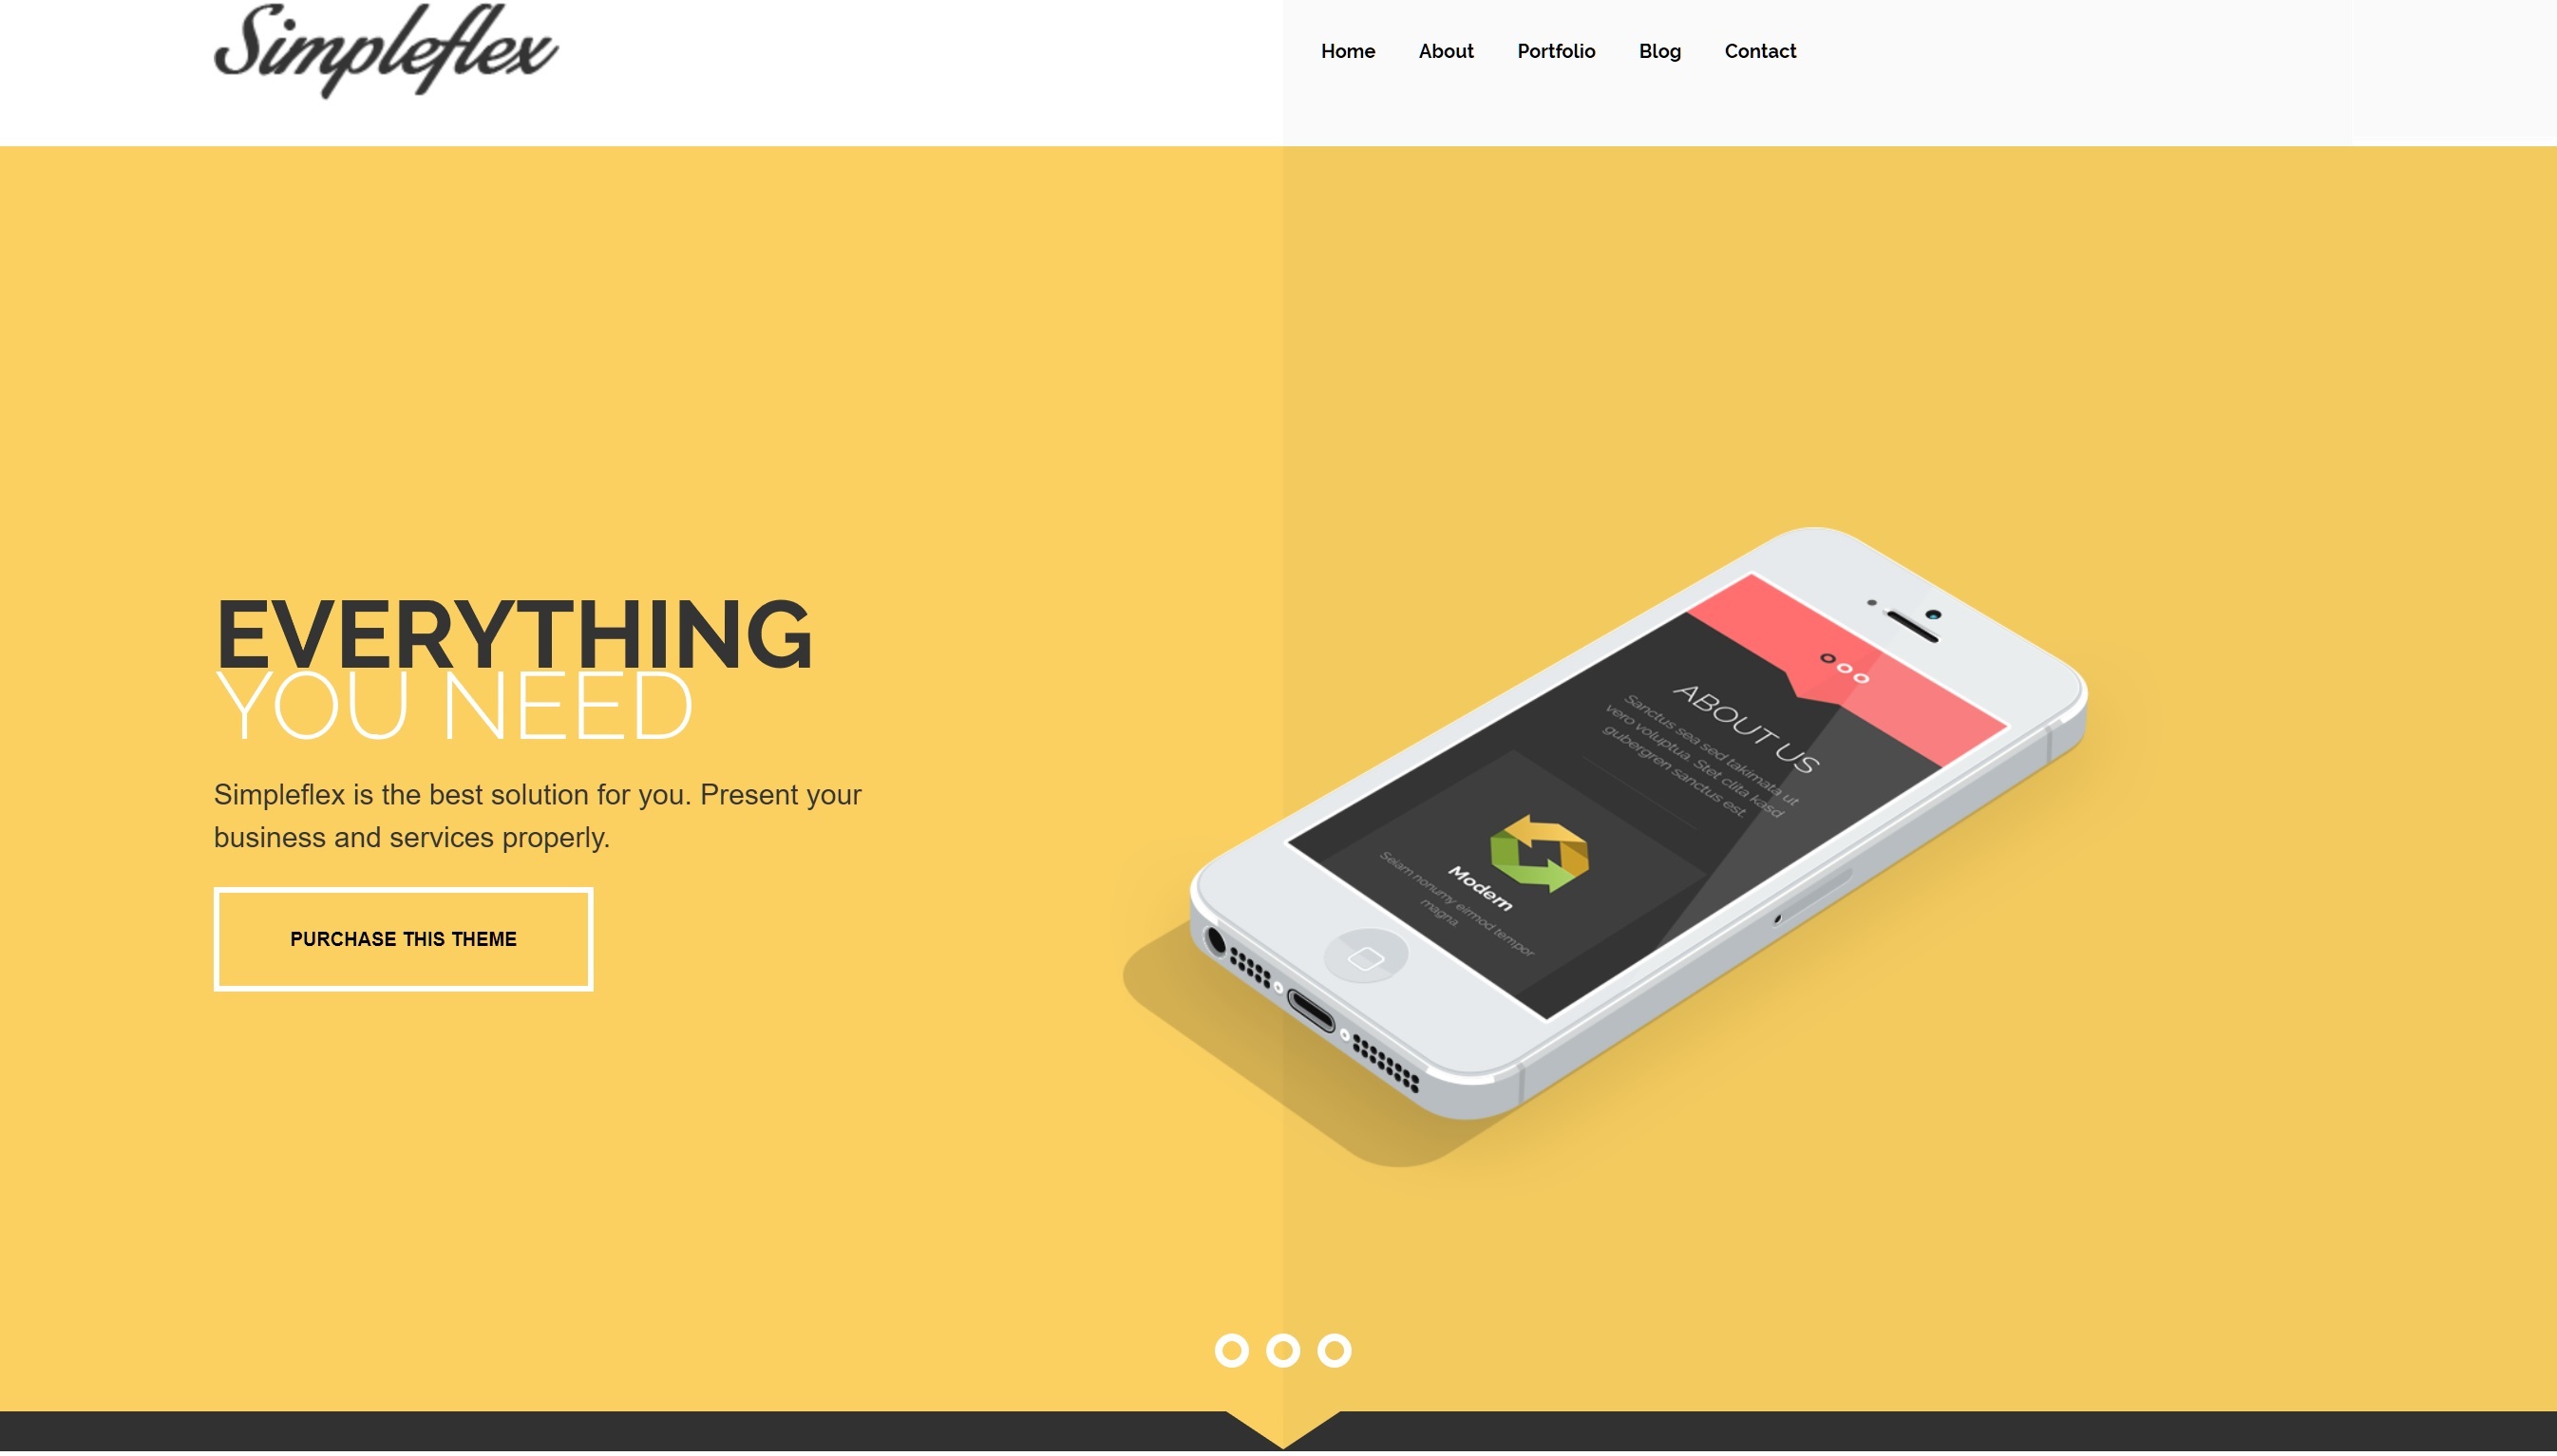 Simpleflex
Home About Portfolio Blog Contact
EVERYTHING
YOU NEED
Simpleflex is the best solution for you. Present your
business and services properly.
PURCHASE THIS THEME
ABOUT US
Sanctus sea sed takimata ut
vero voluptua. Stet clita kasd
gubergren sanctus est.
Modern
Seiam nonumy eirmod tempor
magna